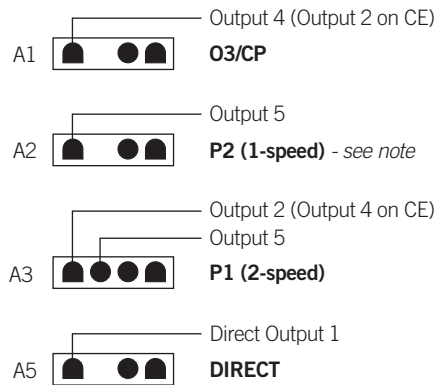 Output 4 (Output 2 on CE)
A1 O3/CP
Output 5
A2 P2 (1-speed) - see note
Output 2 (Output 4 on CE)
Output 5
A3 P1 (2-speed)
Direct Output 1
A5 DIRECT